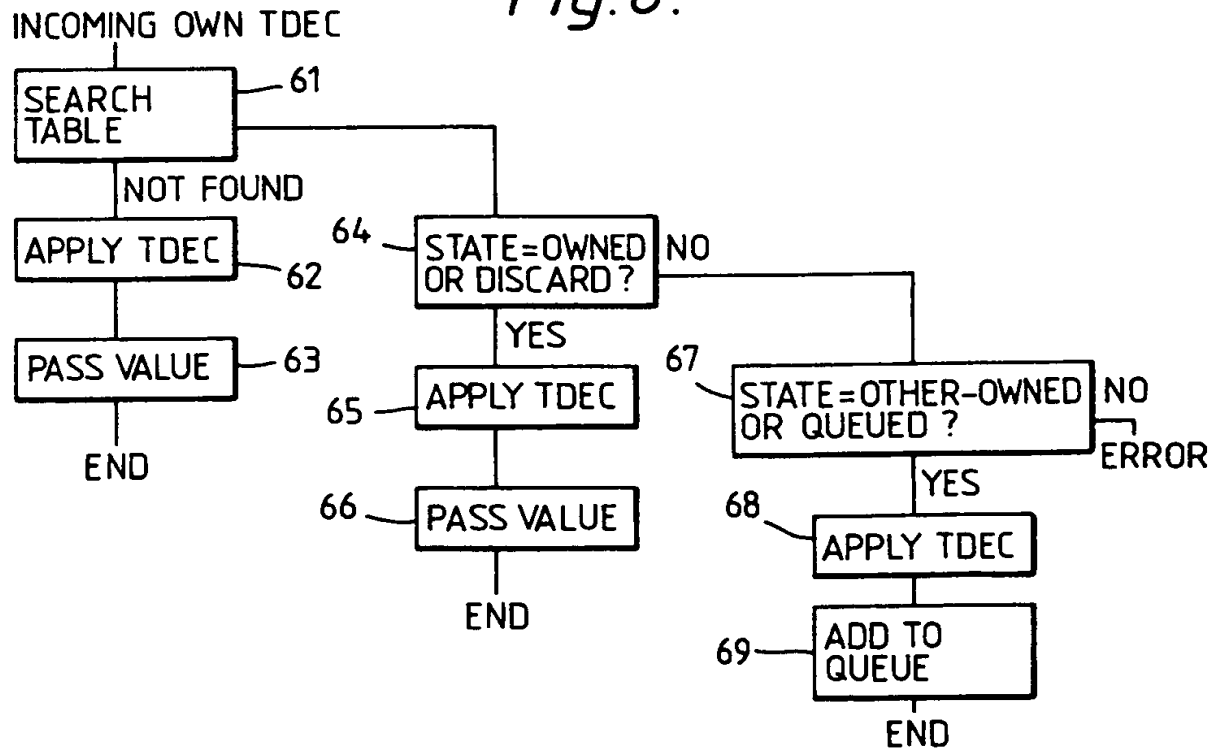 INCOMING OWN TDEC
SEARCH
TABLE
61
NOT FOUND
APPLY TDEC
62
PASS VALUE
63
END
64
STATE=OWNED
OR DISCARD ?
NO
YES
65
APPLY TDEC
66
PASS VALUE
END
67
STATE=OTHER-OWNED
OR QUEUED ?
NO
ERROR
YES
68
APPLY TDEC
69
ADD TO
QUEUE
END